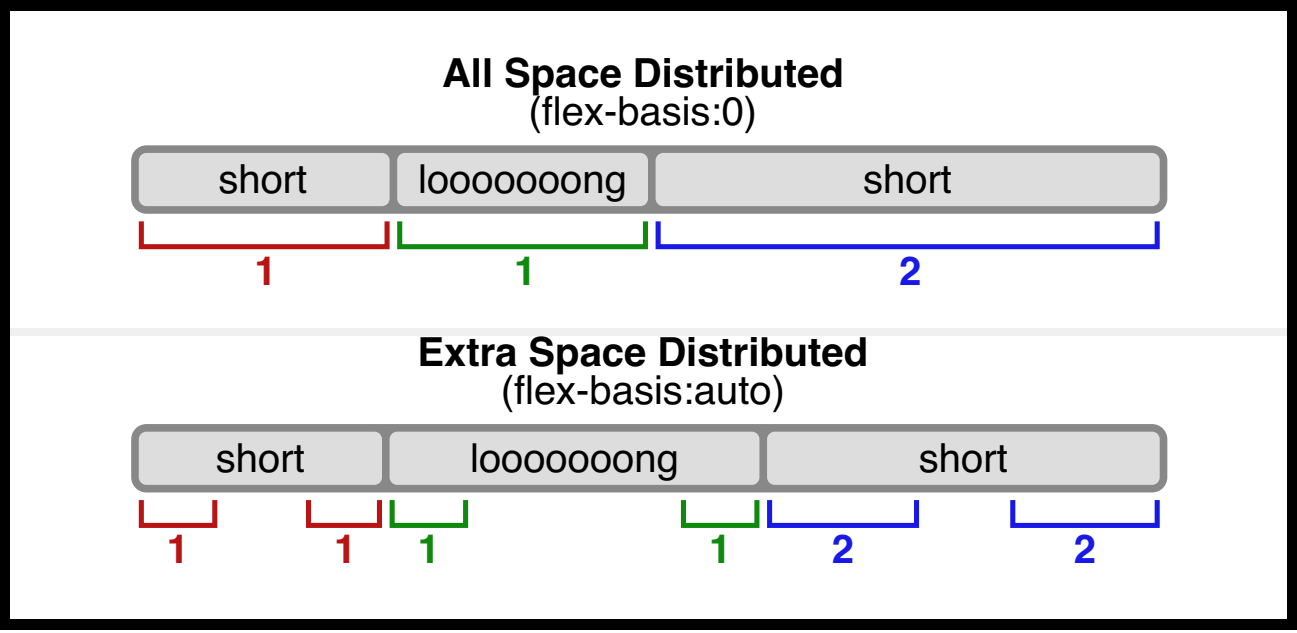 All Space Distributed
(flex-basis:0)
short looooooong short
1 1 2
Extra Space Distributed
(flex-basis:auto)
short looooooong short
1 1 1 1 2 2